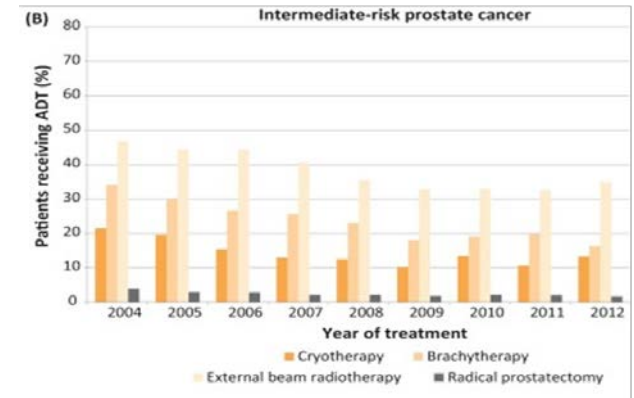 (B) Intermediate-risk prostate cancer
Patients receiving ADT (%)
80
70
60
50
40
30
20
10
0
2004 2005 2006 2007 2008 2009 2010 2011 2012
Year of treatment
Cryotherapy Brachytherapy
External beam radiotherapy Radical prostatectomy